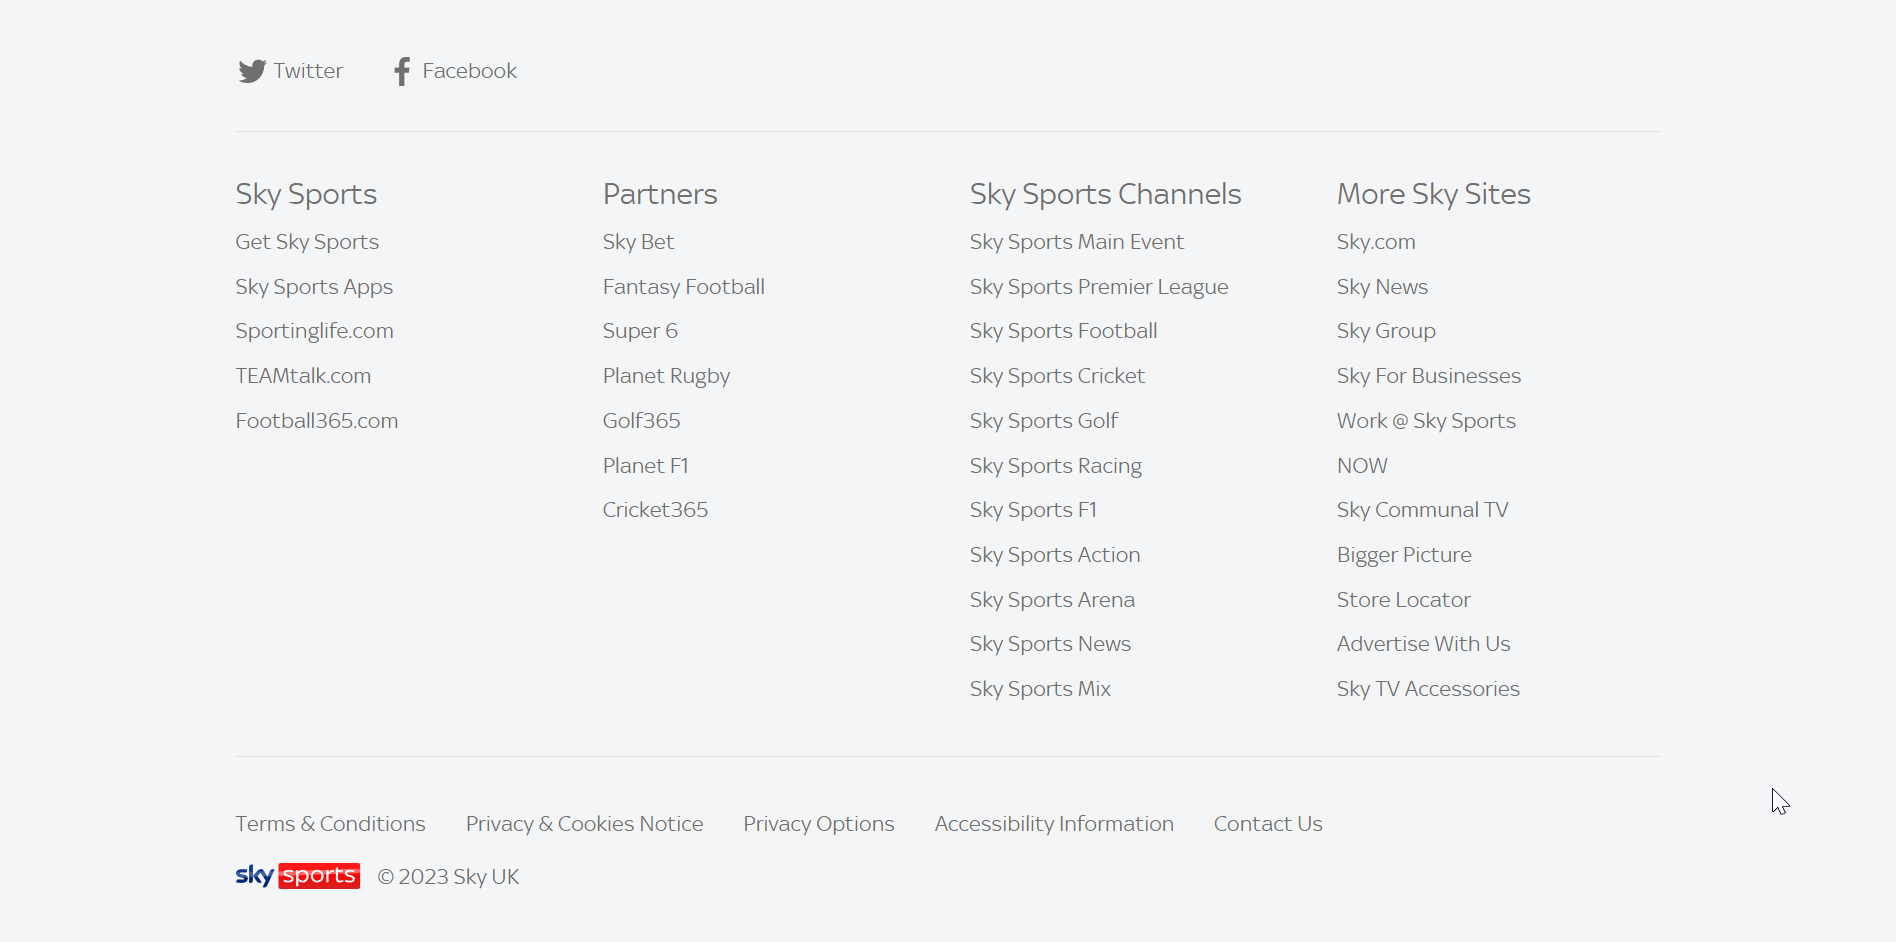 Twitter
Facebook
Sky Sports
Get Sky Sports
Sky Sports Apps
Sportinglife.com
TEAMtalk.com
Football365.com
Partners
Sky Bet
Fantasy Football
Super 6
Planet Rugby
Golf365
Planet F1
Cricket365
Sky Sports Channels
Sky Sports Main Event
Sky Sports Premier League
Sky Sports Football
Sky Sports Cricket
Sky Sports Golf
Sky Sports Racing
Sky Sports F1
Sky Sports Action
Sky Sports Arena
Sky Sports News
Sky Sports Mix
More Sky Sites
Sky.com
Sky News
Sky Group
Sky For Businesses
Work @ Sky Sports
NOW
Sky Communal TV
Bigger Picture
Store Locator
Advertise With Us
Sky TV Accessories
Terms & Conditions
Privacy & Cookies Notice
Privacy Options
Accessibility Information
Contact Us
sky sports © 2023 Sky UK